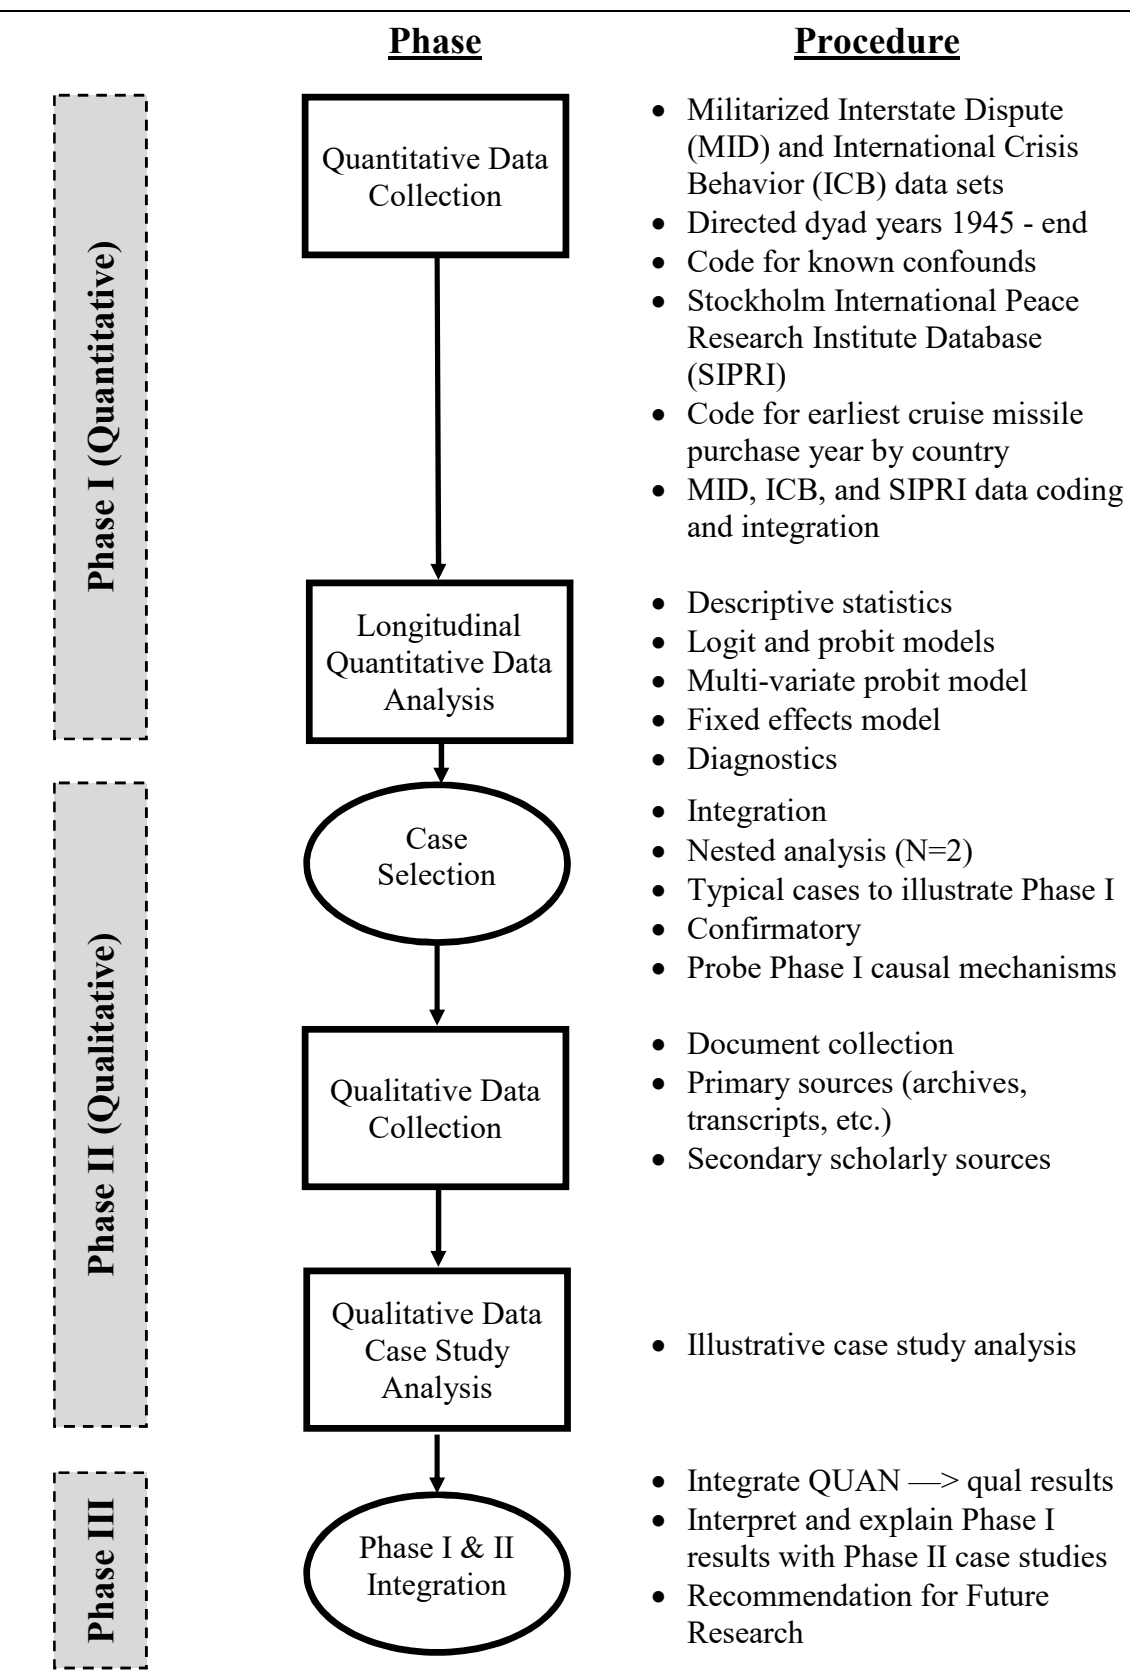 Phase
Procedure
Phase I (Quantitative)
Quantitative Data
Collection
• Militarized Interstate Dispute
(MID) and International Crisis
Behavior (ICB) data sets
• Directed dyad years 1945 - end
• Code for known confounds
• Stockholm International Peace
Research Institute Database
(SIPRI)
• Code for earliest cruise missile
purchase year by country
• MID, ICB, and SIPRI data coding
and integration
Longitudinal
Quantitative Data
Analysis
• Descriptive statistics
• Logit and probit models
• Multi-variate probit model
• Fixed effects model
• Diagnostics
Phase II (Qualitative)
Case
Selection
• Integration
• Nested analysis (N=2)
• Typical cases to illustrate Phase I
• Confirmatory
• Probe Phase I causal mechanisms
Qualitative Data
Collection
• Document collection
• Primary sources (archives,
transcripts, etc.)
• Secondary scholarly sources
Qualitative Data
Case Study
Analysis
• Illustrative case study analysis
Phase III
Phase I & II
Integration
• Integrate QUAN —> qual results
• Interpret and explain Phase I
results with Phase II case studies
• Recommendation for Future
Research